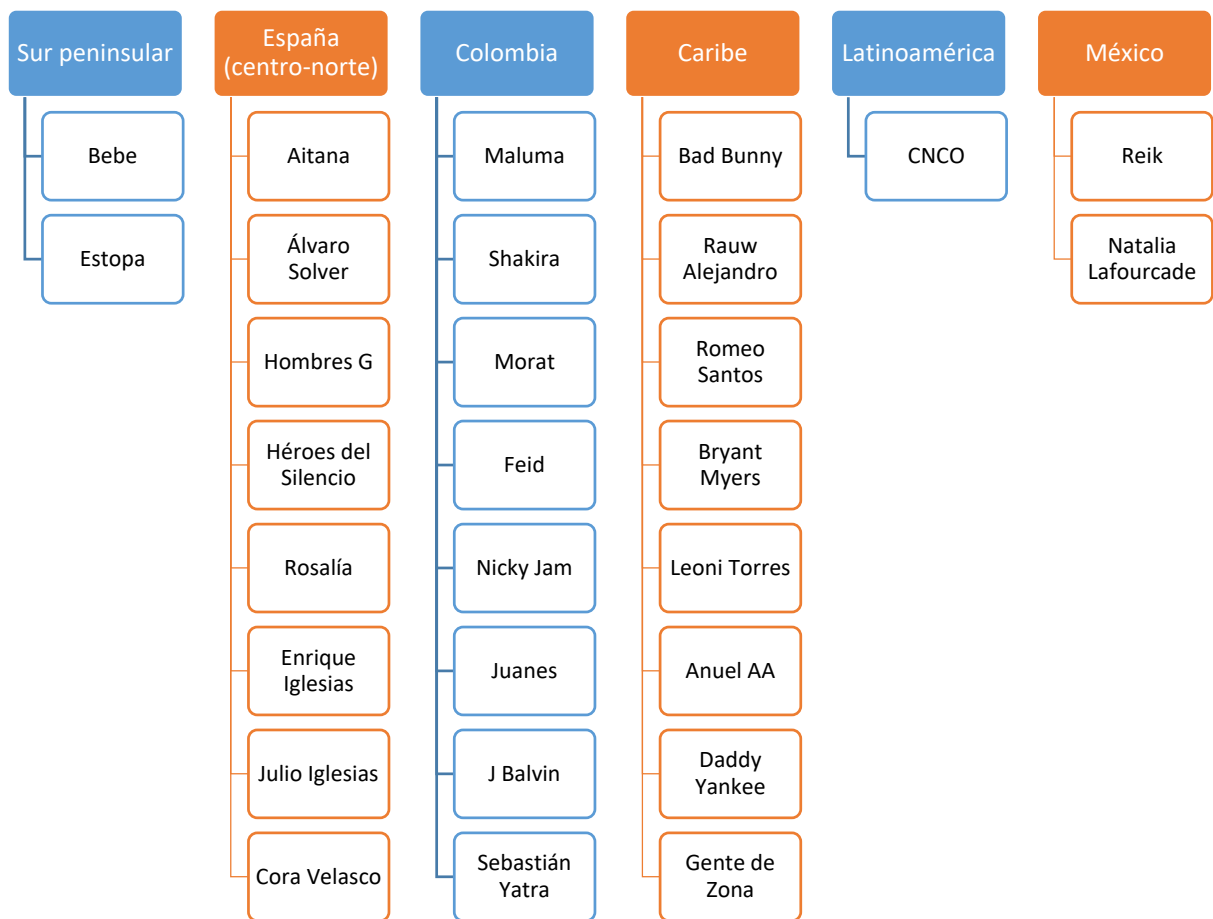 Sur peninsular
Bebe
Estopa
España
(centro-norte)
Aitana
Álvaro
Solver
Hombres G
Héroes del
Silencio
Rosalía
Enrique
Iglesias
Julio Iglesias
Cora Velasco
Colombia
Maluma
Shakira
Morat
Feid
Nicky Jam
Juanes
J Balvin
Sebastián
Yatra
Caribe
Bad Bunny
Rauw
Alejandro
Romeo
Santos
Bryant
Myers
Leoni Torres
Anuel AA
Daddy
Yankee
Gente de
Zona
Latinoamérica
CNCO
México
Reik
Natalia
Lafourcade